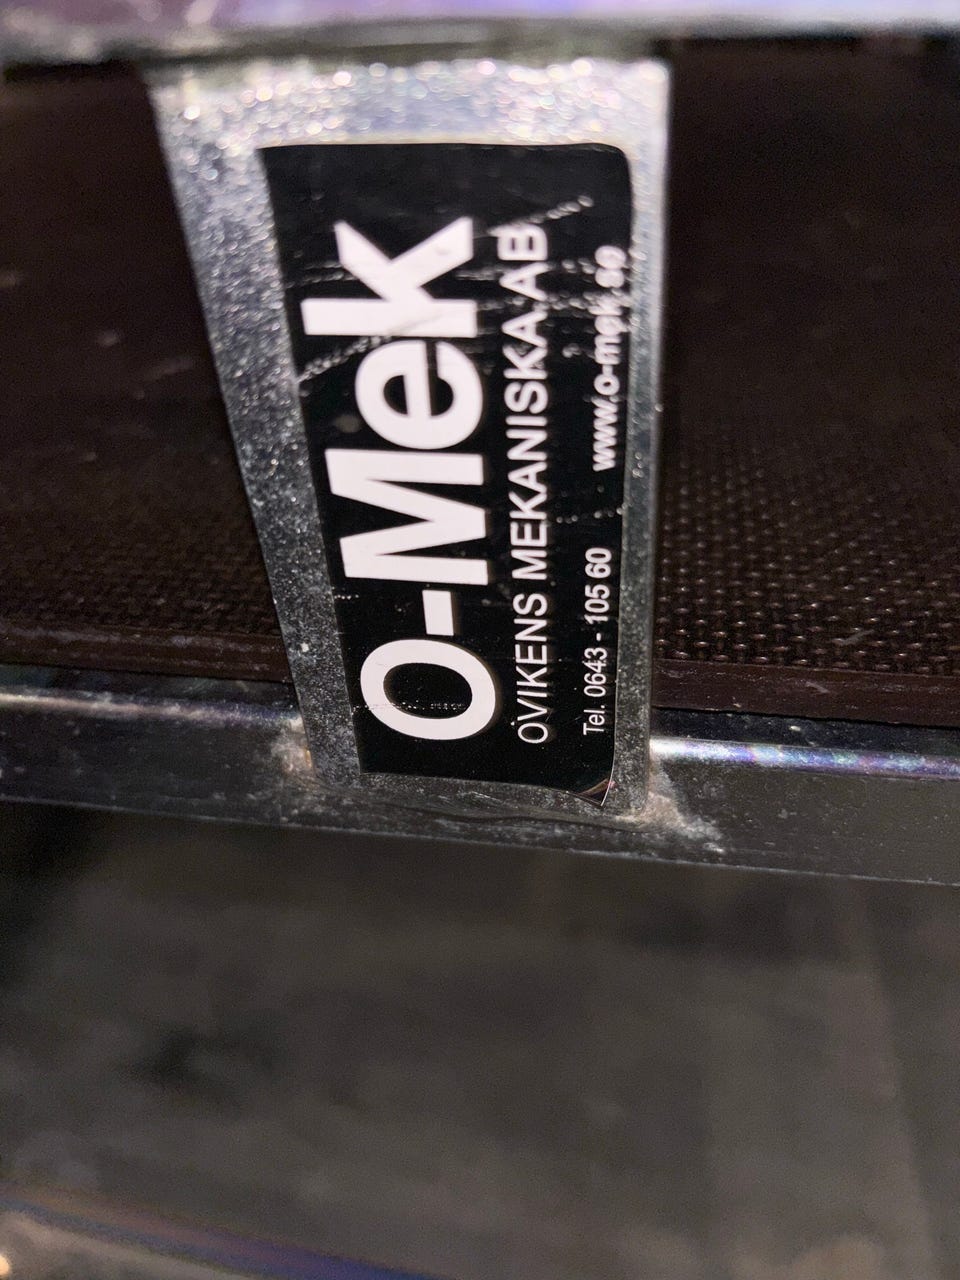 O-Mek
OVIKENS MEKANISKA AB
Tel. 0643 - 105 60 www.o-mek.se